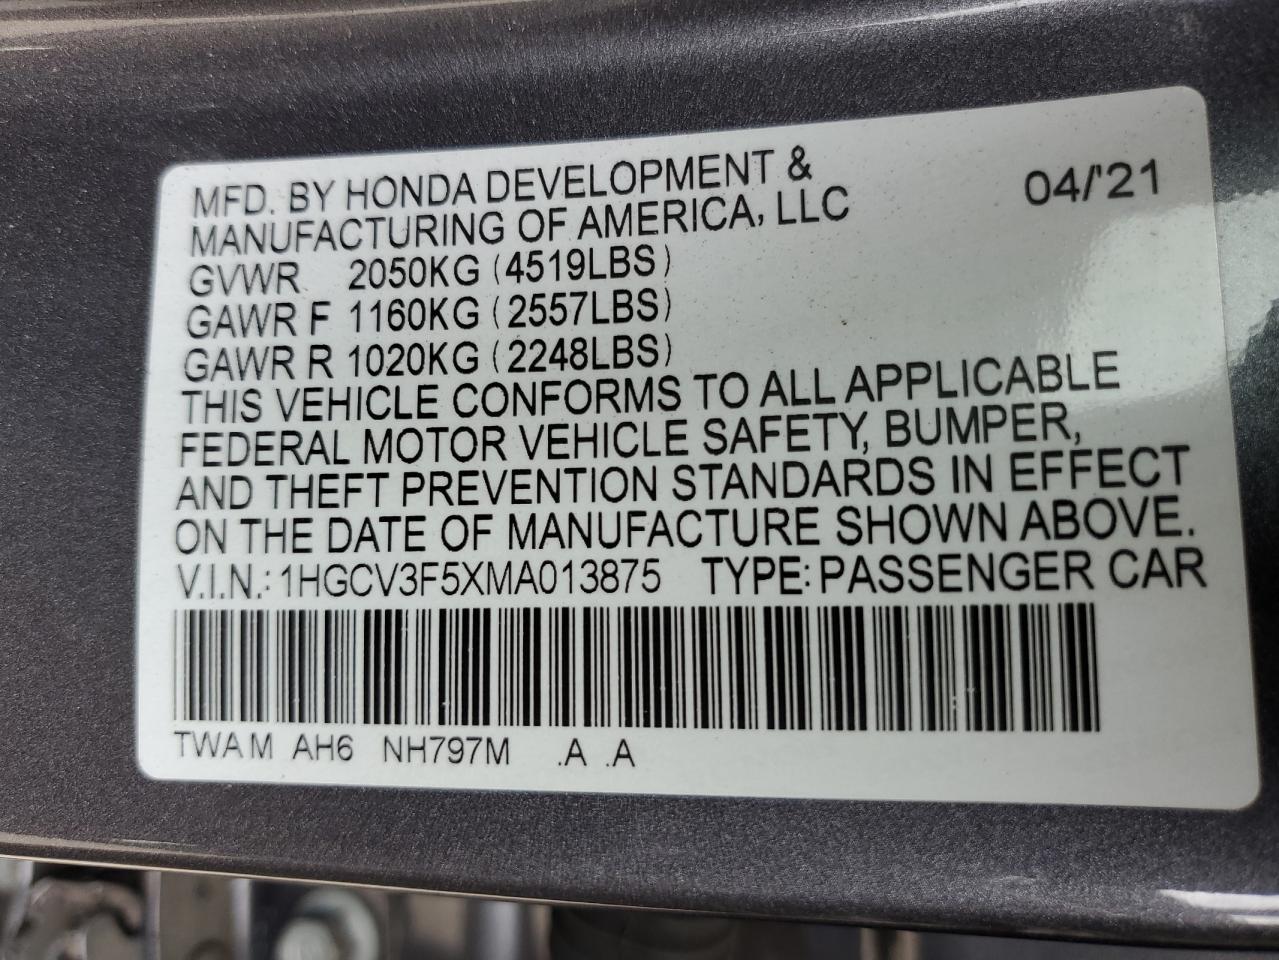 MFD. BY HONDA DEVELOPMENT & 04/'21
MANUFACTURING OF AMERICA, LLC
GVWR 2050KG (4519LBS)
GAWR F 1160KG (2557LBS)
GAWR R 1020KG (2248LBS)
THIS VEHICLE CONFORMS TO ALL APPLICABLE
FEDERAL MOTOR VEHICLE SAFETY, BUMPER,
AND THEFT PREVENTION STANDARDS IN EFFECT
ON THE DATE OF MANUFACTURE SHOWN ABOVE.
V.I.N.: 1HGCV3F5XMA013875 TYPE: PASSENGER CAR
TWA M AH6 NH797M .A .A